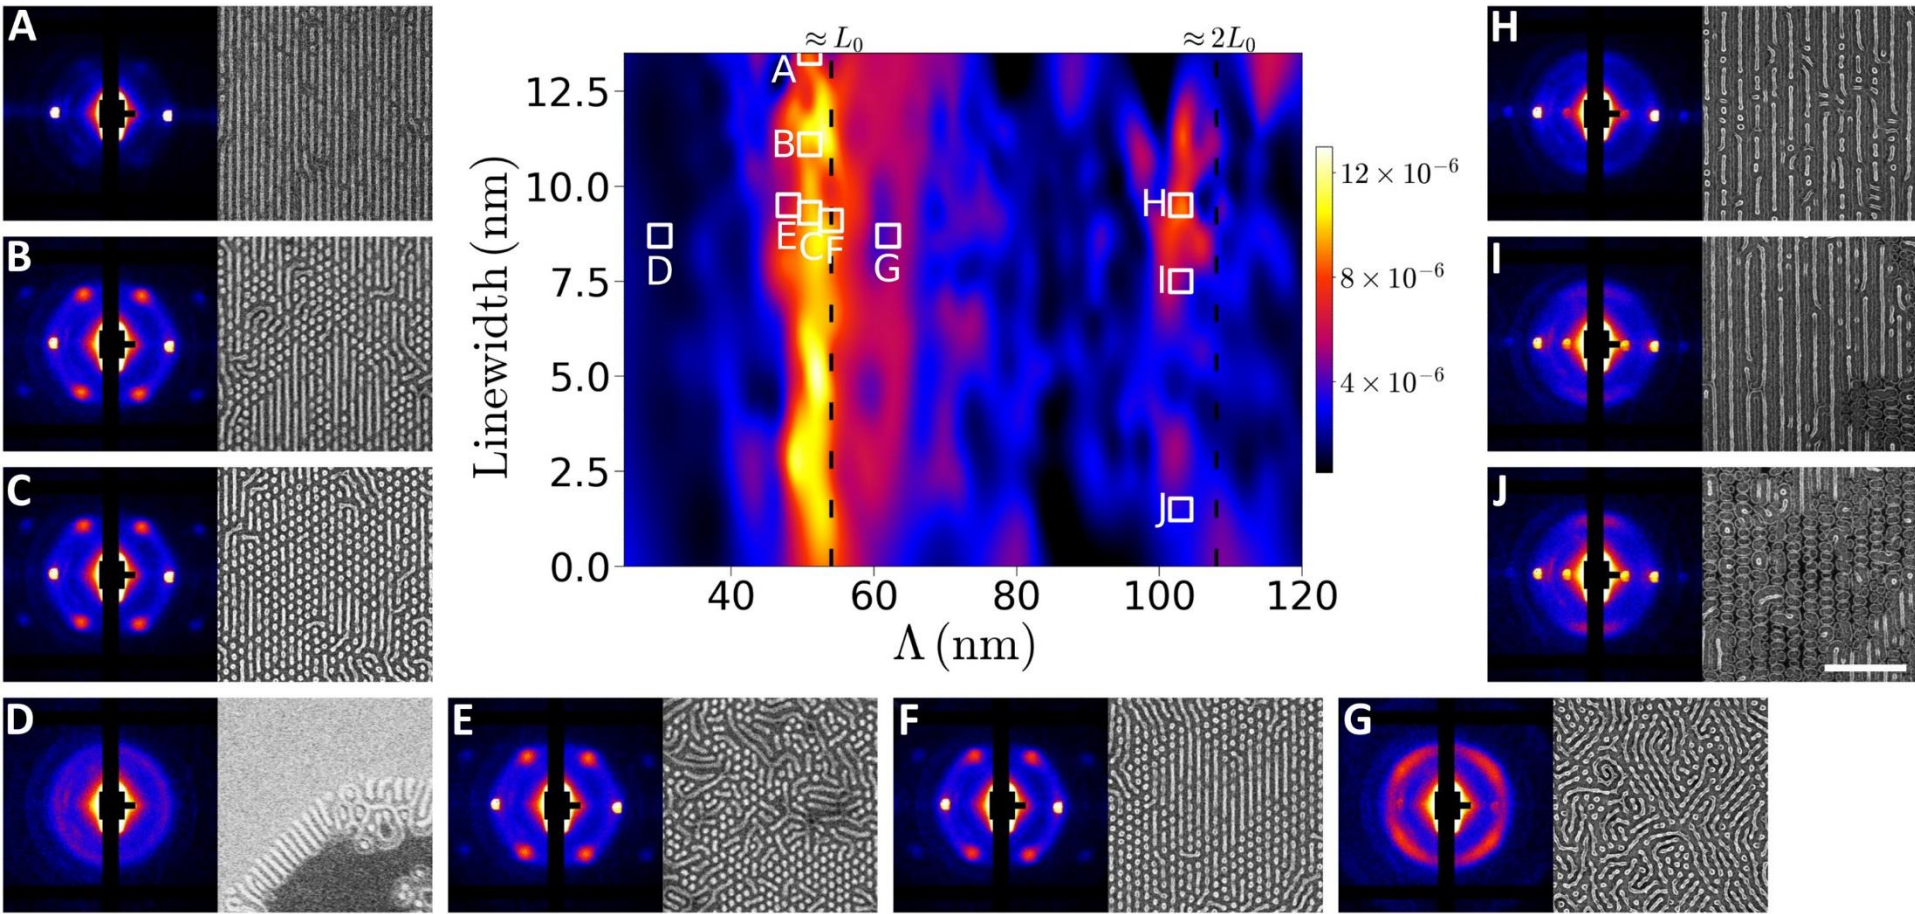 A
B
C
D
E
F
G
H
I
J
≈ L₀
≈ 2L₀
A
B
E
C
F
D
G
H
I
J
12.5
10.0
7.5
5.0
2.5
0.0
Linewidth (nm)
40
60
80
100
120
Λ (nm)
12 × 10⁻⁶
8 × 10⁻⁶
4 × 10⁻⁶